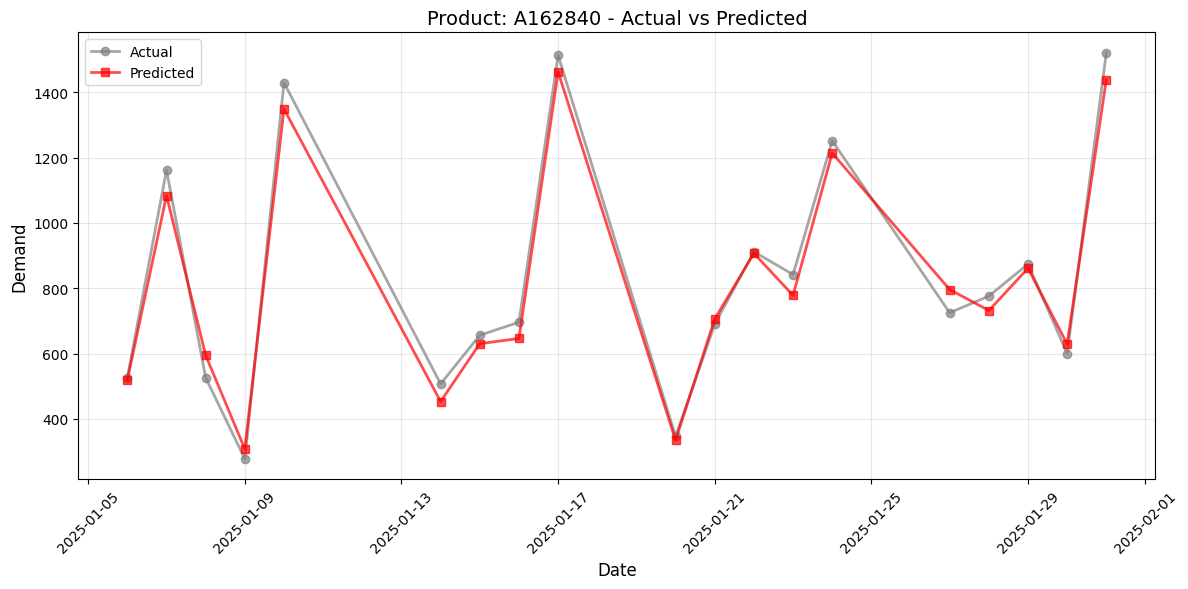 Product: A162840 - Actual vs Predicted
Actual
Predicted
Demand
1400
1200
1000
800
600
400
2025-01-05
2025-01-09
2025-01-13
2025-01-17
2025-01-21
2025-01-25
2025-01-29
2025-02-01
Date